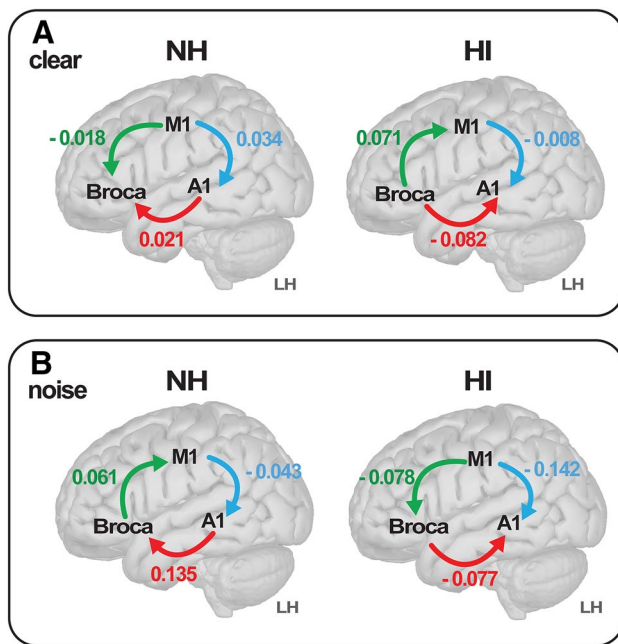 A
clear
NH
HI
- 0.018
M1
0.034
Broca
A1
0.021
LH
0.071
M1
- 0.008
Broca
A1
- 0.082
LH
B
noise
NH
HI
0.061
M1
- 0.043
Broca
A1
0.135
LH
- 0.078
M1
- 0.142
Broca
A1
- 0.077
LH